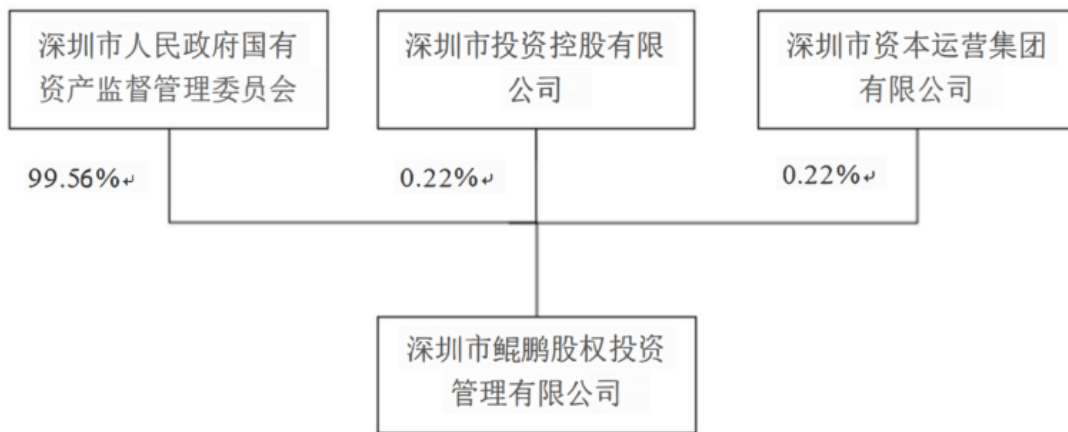 深圳市人民政府国有
资产监督管理委员会
深圳市投资控股有限
公司
深圳市资本运营集团
有限公司
99.56%↵
0.22%↵
0.22%↵
深圳市鲲鹏股权投资
管理有限公司